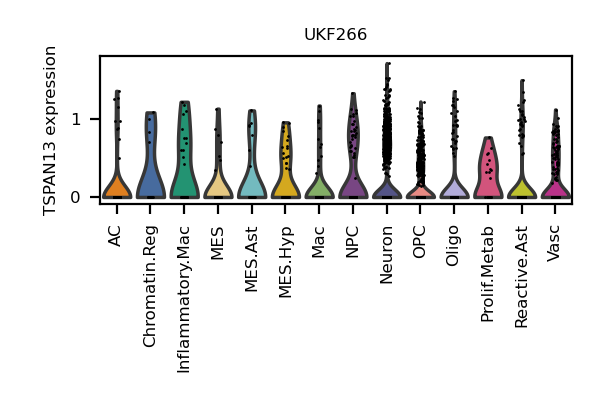 UKF266
TSPAN13 expression
1
0
AC
Chromatin.Reg
Inflammatory.Mac
MES
MES.Ast
MES.Hyp
Mac
NPC
Neuron
OPC
Oligo
Prolif.Metab
Reactive.Ast
Vasc